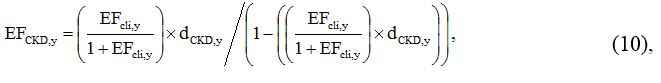 EF_CKD,y = (EF_cli,y / (1 + EF_cli,y) × d_CKD,y) / (1 − ((EF_cli,y / (1 + EF_cli,y)) × d_CKD,y)), (10),